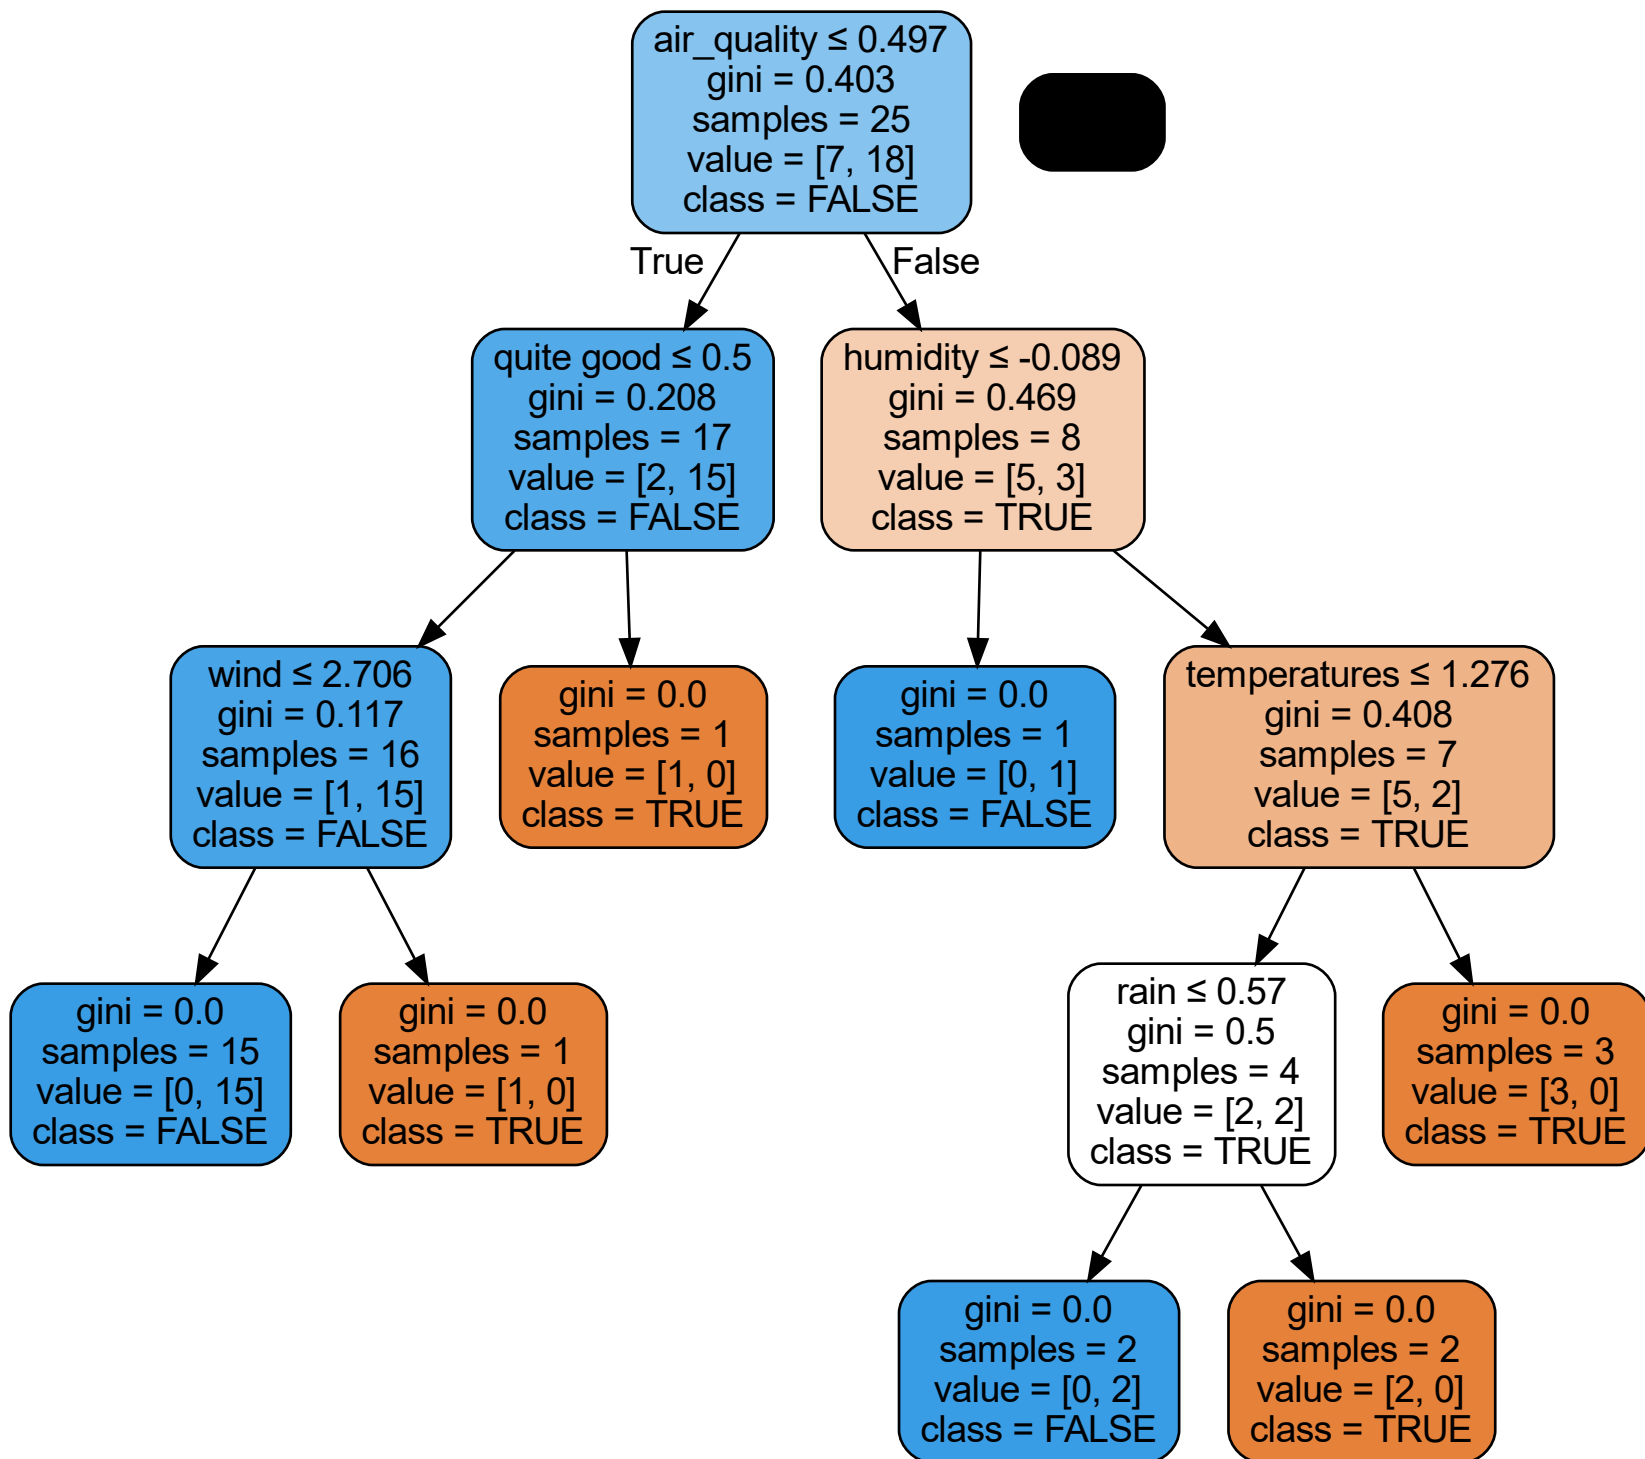 air_quality ≤ 0.497
gini = 0.403
samples = 25
value = [7, 18]
class = FALSE
True
False
quite good ≤ 0.5
gini = 0.208
samples = 17
value = [2, 15]
class = FALSE
humidity ≤ -0.089
gini = 0.469
samples = 8
value = [5, 3]
class = TRUE
wind ≤ 2.706
gini = 0.117
samples = 16
value = [1, 15]
class = FALSE
gini = 0.0
samples = 1
value = [1, 0]
class = TRUE
gini = 0.0
samples = 1
value = [0, 1]
class = FALSE
temperatures ≤ 1.276
gini = 0.408
samples = 7
value = [5, 2]
class = TRUE
gini = 0.0
samples = 15
value = [0, 15]
class = FALSE
gini = 0.0
samples = 1
value = [1, 0]
class = TRUE
rain ≤ 0.57
gini = 0.5
samples = 4
value = [2, 2]
class = TRUE
gini = 0.0
samples = 3
value = [3, 0]
class = TRUE
gini = 0.0
samples = 2
value = [0, 2]
class = FALSE
gini = 0.0
samples = 2
value = [2, 0]
class = TRUE